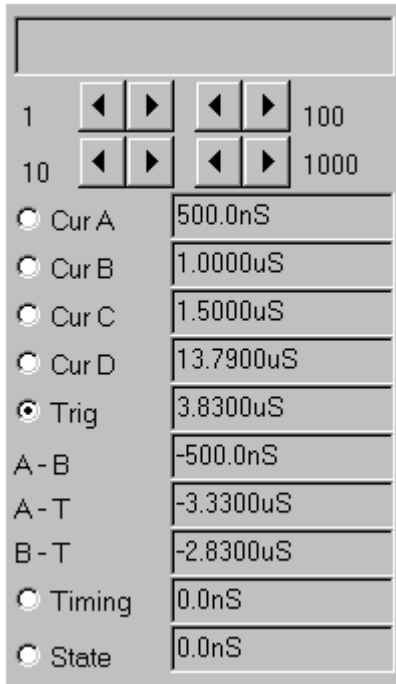 1 100
10 1000
Cur A 500.0nS
Cur B 1.0000uS
Cur C 1.5000uS
Cur D 13.7900uS
Trig 3.8300uS
A - B -500.0nS
A - T -3.3300uS
B - T -2.8300uS
Timing 0.0nS
State 0.0nS